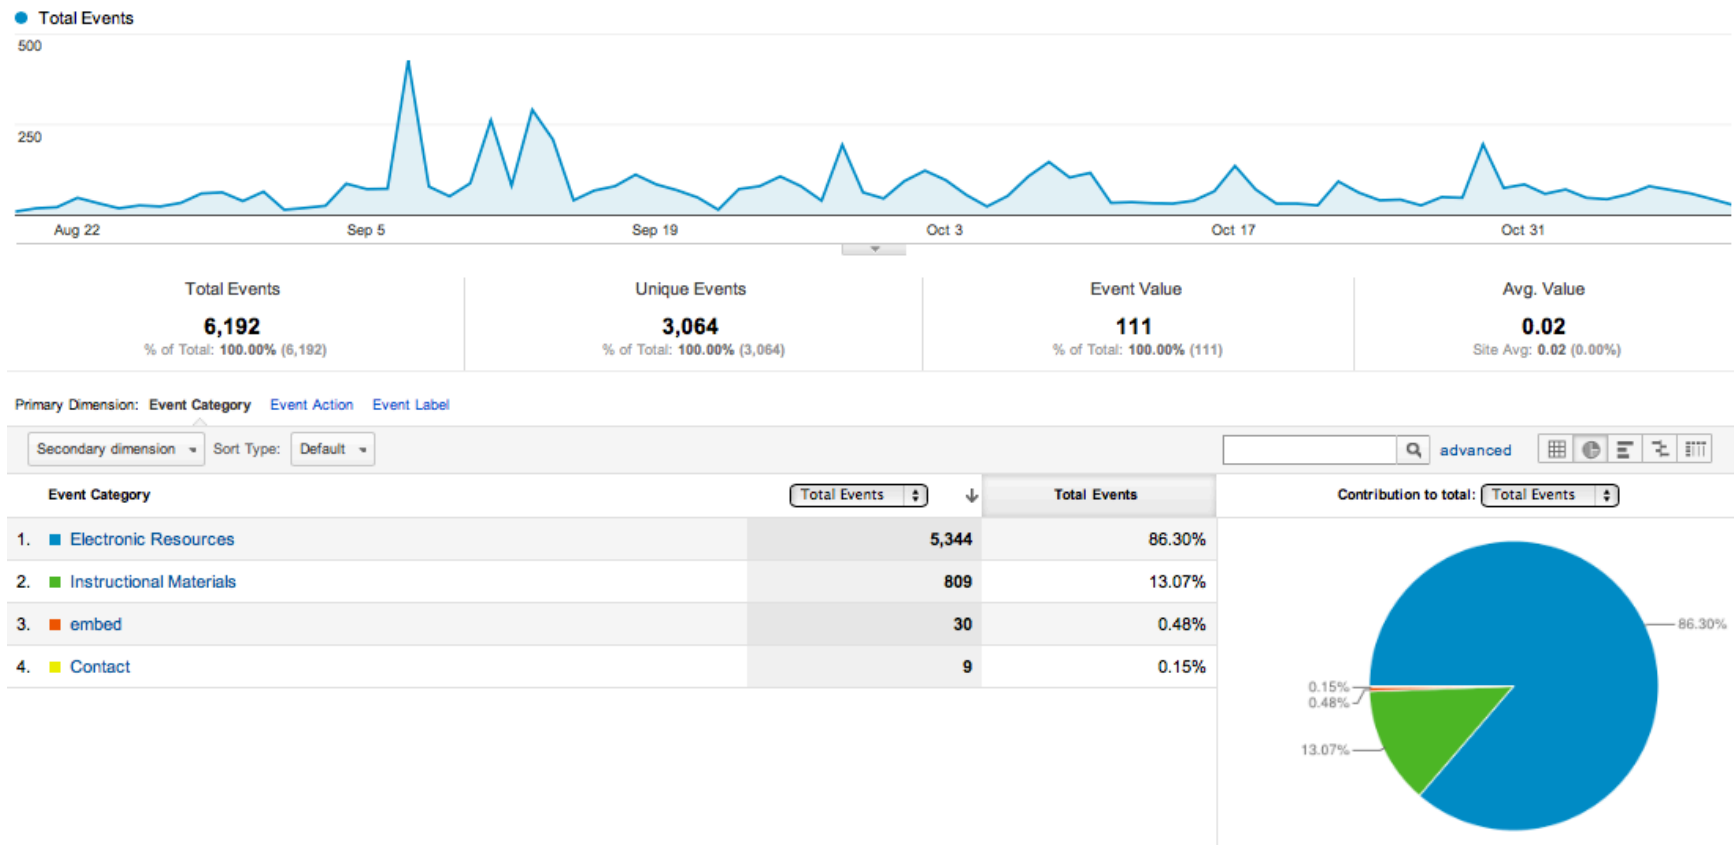 Total Events
500
250
Aug 22 Sep 5 Sep 19 Oct 3 Oct 17 Oct 31
Total Events Unique Events Event Value Avg. Value
6,192 3,064 111 0.02
% of Total: 100.00% (6,192) % of Total: 100.00% (3,064) % of Total: 100.00% (111) Site Avg: 0.02 (0.00%)
Primary Dimension: Event Category Event Action Event Label
Secondary dimension Sort Type: Default advanced
Event Category Total Events Total Events Contribution to total: Total Events
1. Electronic Resources 5,344 86.30%
2. Instructional Materials 809 13.07%
3. embed 30 0.48%
4. Contact 9 0.15%
86.30%
0.15%
0.48%
13.07%